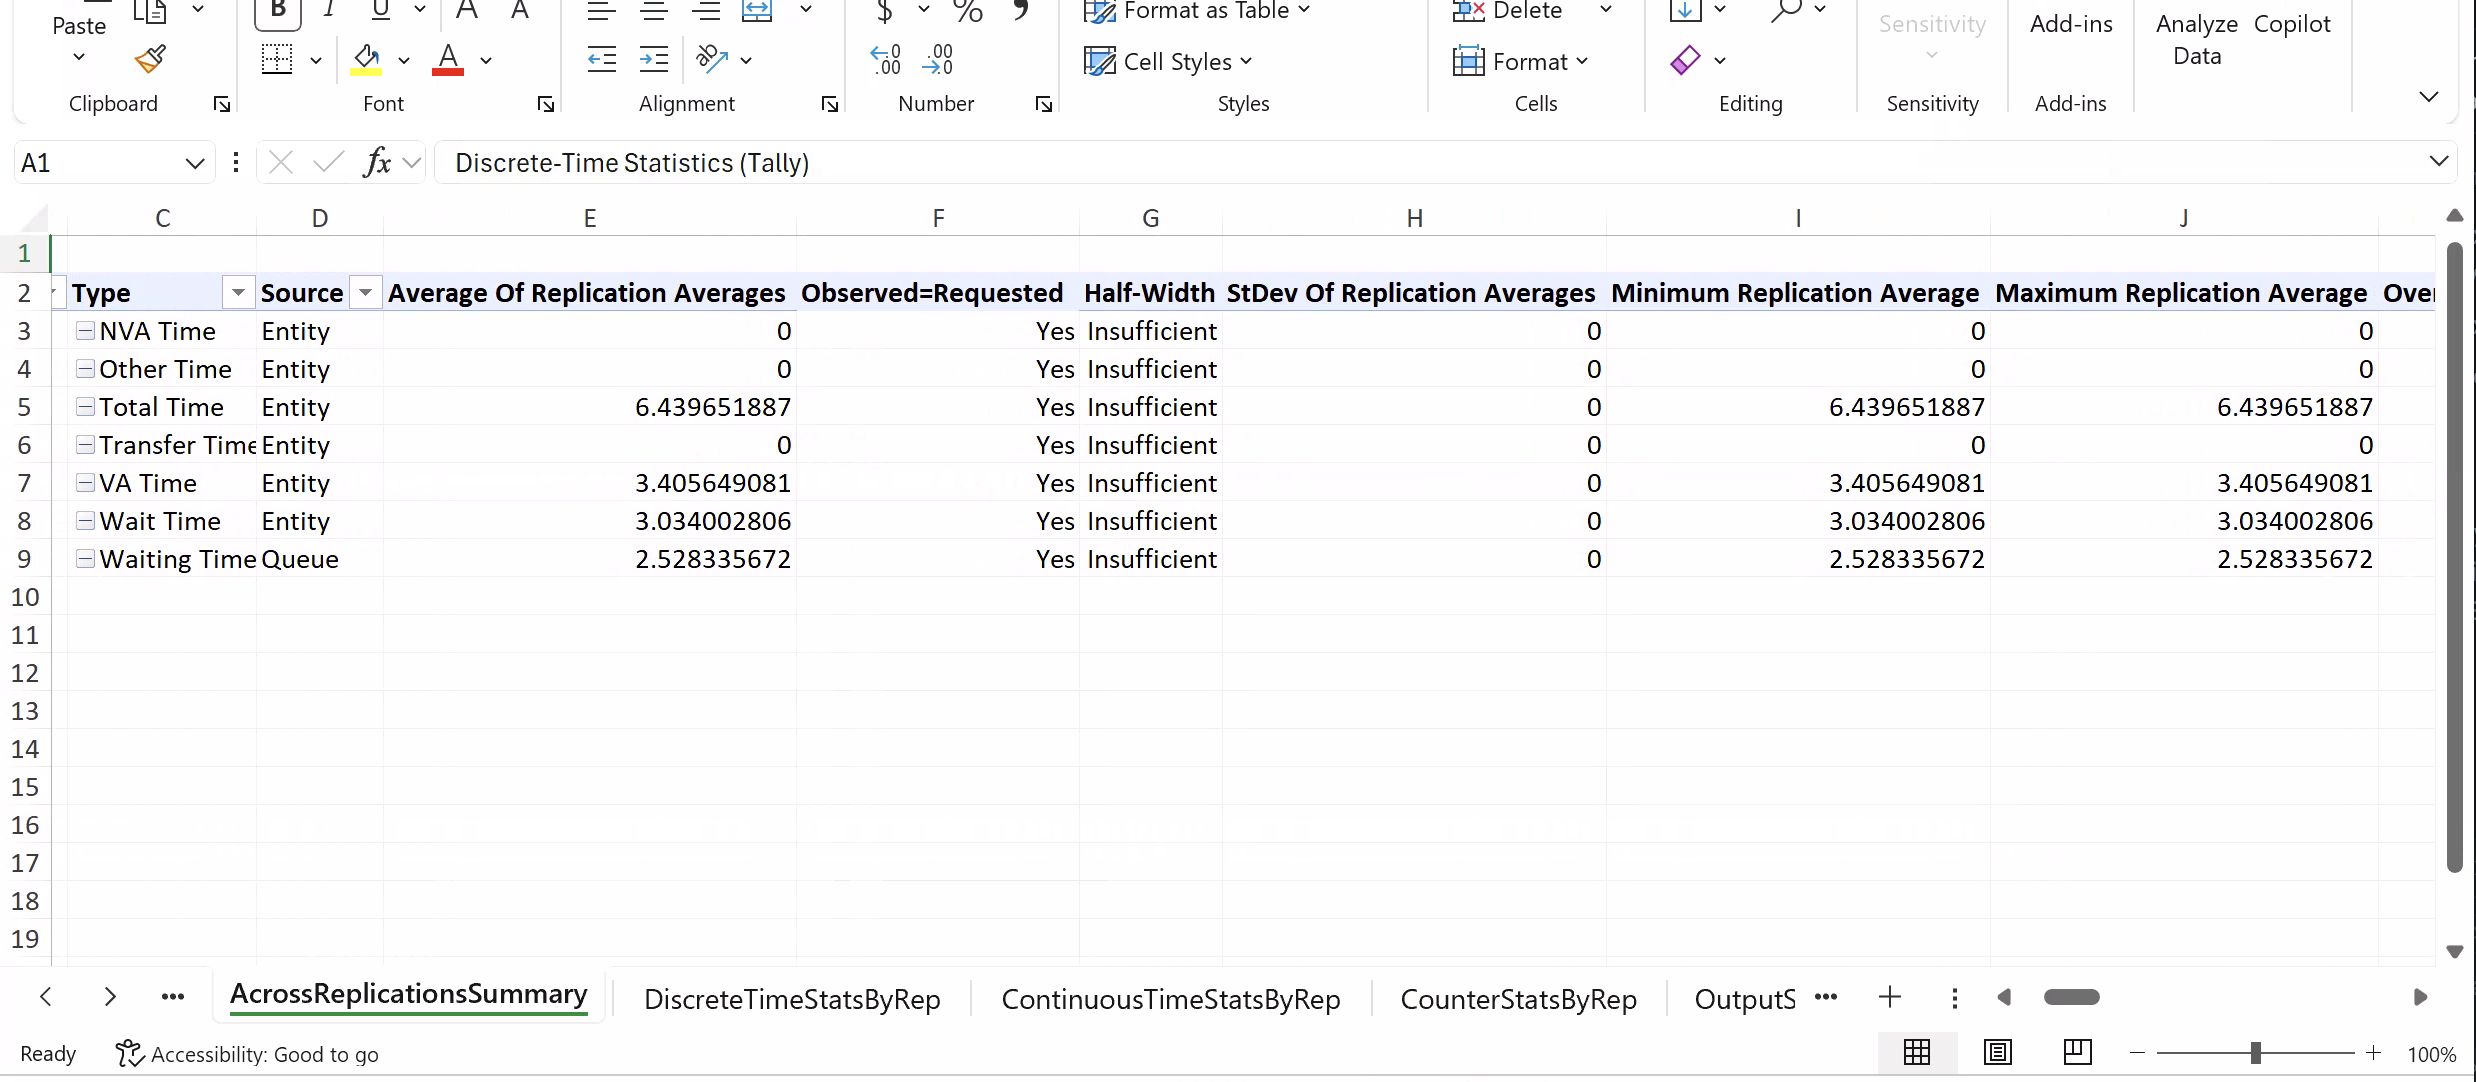 Paste
B I U A A
$ % 9
Format as Table
Delete
Sensitivity
Add-ins
Analyze
Data
Copilot
A
ab
←0
.00
.00
→0
Cell Styles
Format
Clipboard
Font
Alignment
Number
Styles
Cells
Editing
Sensitivity
Add-ins
A1
fx
Discrete-Time Statistics (Tally)
C D E F G H I J
1
2 Type Source Average Of Replication Averages Observed=Requested Half-Width StDev Of Replication Averages Minimum Replication Average Maximum Replication Average
3 NVA Time Entity 0 Yes Insufficient 0 0 0
4 Other Time Entity 0 Yes Insufficient 0 0 0
5 Total Time Entity 6.439651887 Yes Insufficient 0 6.439651887 6.439651887
6 Transfer Time Entity 0 Yes Insufficient 0 0 0
7 VA Time Entity 3.405649081 Yes Insufficient 0 3.405649081 3.405649081
8 Wait Time Entity 3.034002806 Yes Insufficient 0 3.034002806 3.034002806
9 Waiting Time Queue 2.528335672 Yes Insufficient 0 2.528335672 2.528335672
10
11
12
13
14
15
16
17
18
19
AcrossReplicationsSummary DiscreteTimeStatsByRep ContinuousTimeStatsByRep CounterStatsByRep OutputS
Ready Accessibility: Good to go 100%